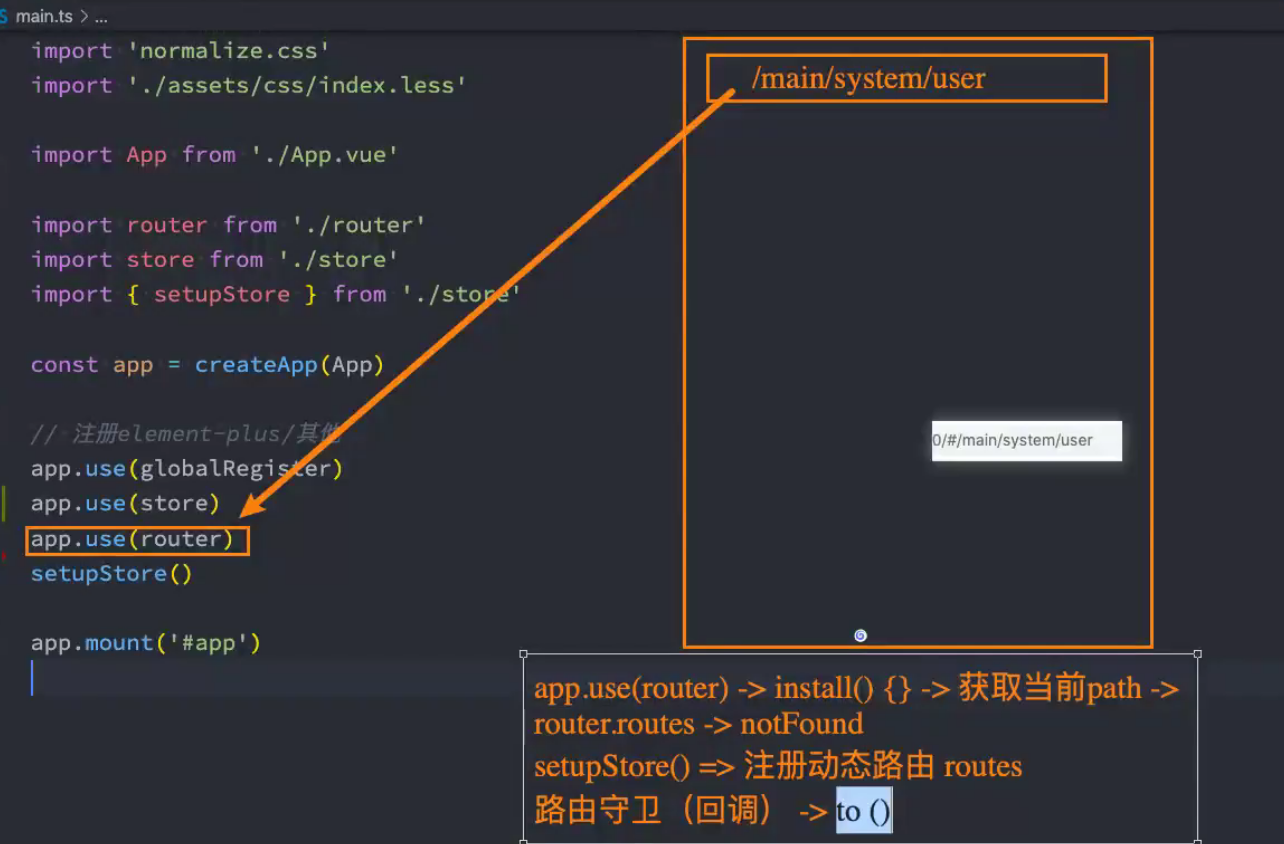 main.ts > ...
import 'normalize.css'
import './assets/css/index.less'
import App from './App.vue'
import router from './router'
import store from './store'
import { setupStore } from './store'
const app = createApp(App)
// 注册element-plus/其他
app.use(globalRegister)
app.use(store)
app.use(router)
setupStore()
app.mount('#app')
/main/system/user
0/#/main/system/user
app.use(router) -> install() {} -> 获取当前path ->
router.routes -> notFound
setupStore() => 注册动态路由 routes
路由守卫（回调） -> to ()